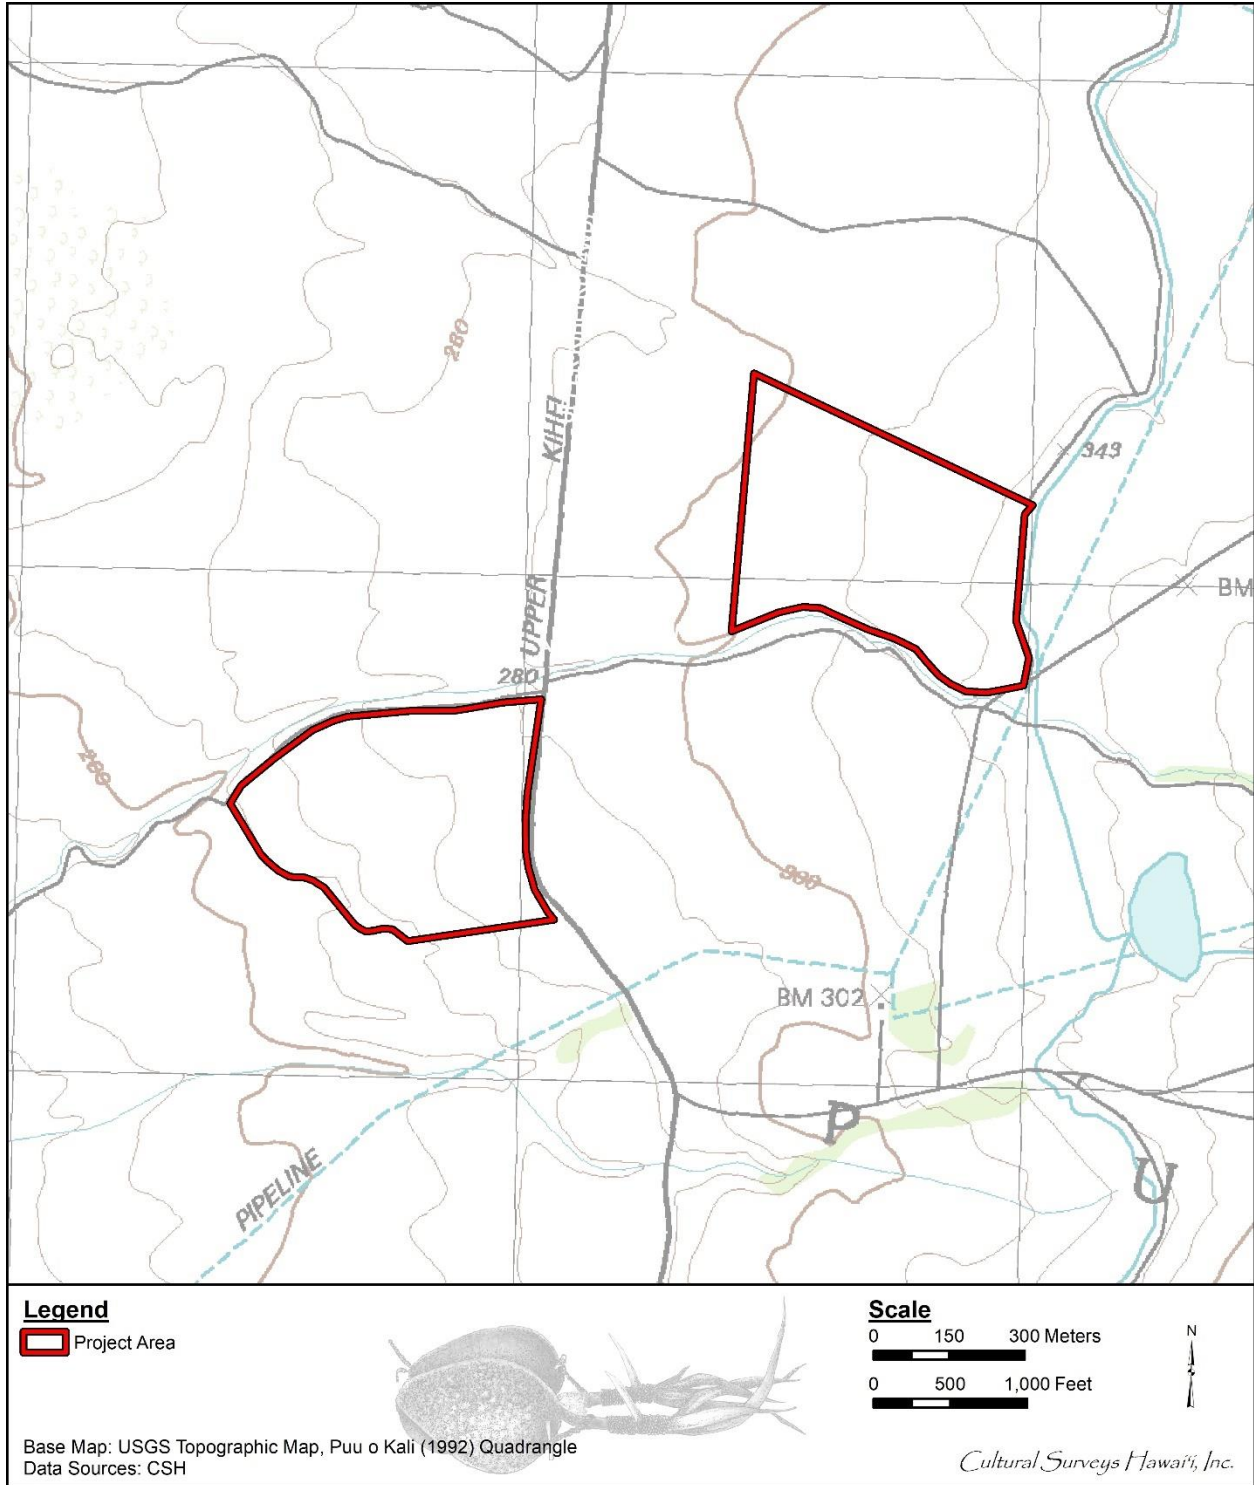 280
KIHEI
343
BM
UPPER
280
BM 302
PIPELINE
P
U
Legend
Project Area
Scale
0 150 300 Meters
0 500 1,000 Feet
N
Base Map: USGS Topographic Map, Puu o Kali (1992) Quadrangle
Data Sources: CSH
Cultural Surveys Hawai'i, Inc.